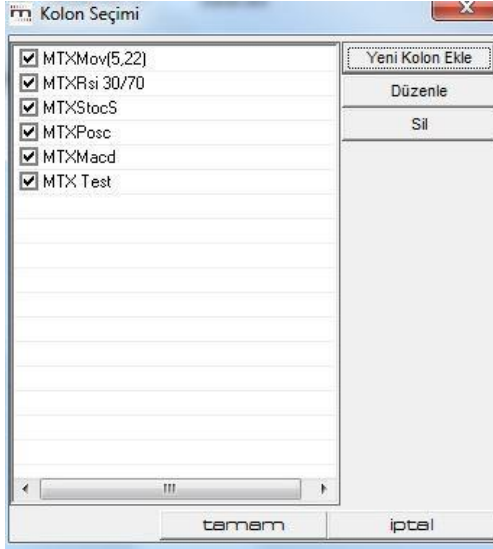 Kolon Seçimi
MTXMov(5,22)
MTXRsi 30/70
MTXStocS
MTXPosc
MTXMacd
MTX Test
Yeni Kolon Ekle
Düzenle
Sil
tamam
iptal